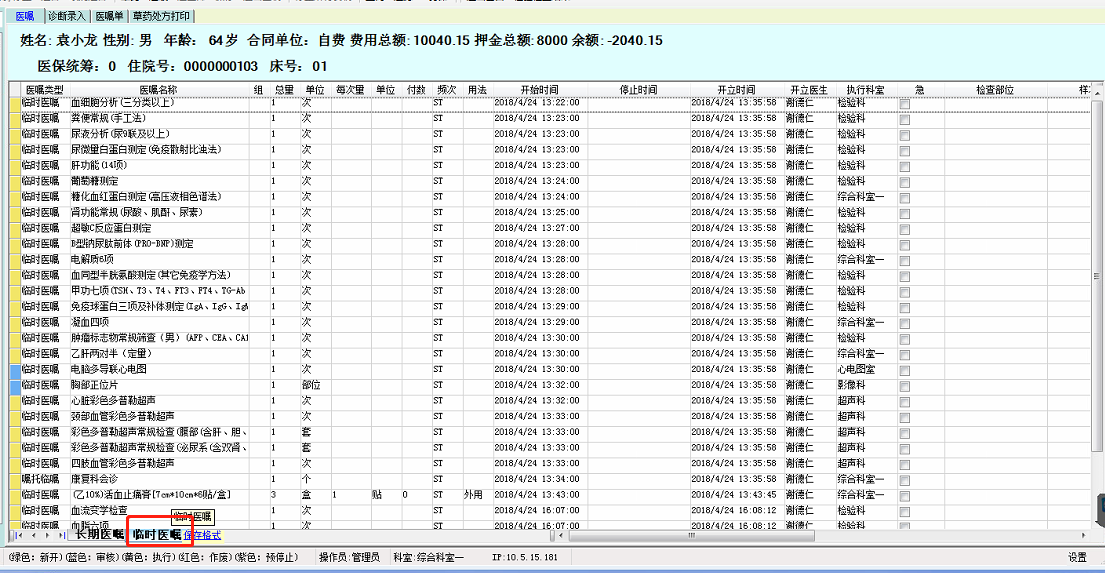 医嘱 诊断录入 医嘱单 草药处方打印
姓名: 袁小龙 性别: 男 年龄: 64岁 合同单位: 自费 费用总额:10040.15 押金总额:8000 余额:-2040.15
医保统筹: 0 住院号: 0000000103 床号: 01
医嘱类型 医嘱名称 组 总量 单位 每次量 单位 付数 频次 用法 开始时间 停止时间 开立时间 开立医生 执行科室 急 检查部位 样
临时医嘱 血细胞分析(三分类以上) 1 次 ST 2018/4/24 13:22:00 2018/4/24 13:35:58 谢德仁 检验科
临时医嘱 粪便常规(手工法) 1 次 ST 2018/4/24 13:23:00 2018/4/24 13:35:58 谢德仁 检验科
临时医嘱 尿液分析(尿9联及以上) 1 次 ST 2018/4/24 13:23:00 2018/4/24 13:35:58 谢德仁 检验科
临时医嘱 尿微量白蛋白测定(免疫散射比浊法) 1 次 ST 2018/4/24 13:23:00 2018/4/24 13:35:58 谢德仁 检验科
临时医嘱 肝功能(14项) 1 次 ST 2018/4/24 13:23:00 2018/4/24 13:35:58 谢德仁 检验科
临时医嘱 葡萄糖测定 1 次 ST 2018/4/24 13:24:00 2018/4/24 13:35:58 谢德仁 检验科
临时医嘱 糖化血红蛋白测定(高压液相色谱法) 1 次 ST 2018/4/24 13:24:00 2018/4/24 13:35:58 谢德仁 综合科室一
临时医嘱 肾功能常规(尿酸、肌酐、尿素) 1 次 ST 2018/4/24 13:25:00 2018/4/24 13:35:58 谢德仁 检验科
临时医嘱 超敏C反应蛋白测定 1 次 ST 2018/4/24 13:27:00 2018/4/24 13:35:58 谢德仁 检验科
临时医嘱 B型钠尿肽前体(PRO-BNP)测定 1 次 ST 2018/4/24 13:28:00 2018/4/24 13:35:58 谢德仁 检验科
临时医嘱 电解质6项 1 次 ST 2018/4/24 13:28:00 2018/4/24 13:35:58 谢德仁 综合科室一
临时医嘱 血同型半胱氨酸测定(其它免疫学方法) 1 次 ST 2018/4/24 13:28:00 2018/4/24 13:35:58 谢德仁 检验科
临时医嘱 甲功七项(TSH、T3、T4、FT3、FT4、TG-Ab 1 次 ST 2018/4/24 13:28:00 2018/4/24 13:35:58 谢德仁 检验科
临时医嘱 免疫球蛋白三项及补体测定(IgA、IgG、IgM 1 次 ST 2018/4/24 13:29:00 2018/4/24 13:35:58 谢德仁 检验科
临时医嘱 凝血四项 1 次 ST 2018/4/24 13:29:00 2018/4/24 13:35:58 谢德仁 综合科室一
临时医嘱 肿瘤标志物常规筛查(男)(AFP、CEA、CA1 1 次 ST 2018/4/24 13:30:00 2018/4/24 13:35:58 谢德仁 检验科
临时医嘱 乙肝两对半(定量) 1 次 ST 2018/4/24 13:30:00 2018/4/24 13:35:58 谢德仁 综合科室一
临时医嘱 电脑多导联心电图 1 次 ST 2018/4/24 13:30:00 2018/4/24 13:35:58 谢德仁 心电图室
临时医嘱 胸部正位片 1 部位 ST 2018/4/24 13:32:00 2018/4/24 13:35:58 谢德仁 影像科
临时医嘱 心脏彩色多普勒超声 1 次 ST 2018/4/24 13:32:00 2018/4/24 13:35:58 谢德仁 超声科
临时医嘱 颈部血管彩色多普勒超声 1 次 ST 2018/4/24 13:33:00 2018/4/24 13:35:58 谢德仁 超声科
临时医嘱 彩色多普勒超声常规检查(腹部(含肝、胆、 1 套 ST 2018/4/24 13:33:00 2018/4/24 13:35:58 谢德仁 超声科
临时医嘱 彩色多普勒超声常规检查(泌尿系(含双肾、 1 套 ST 2018/4/24 13:33:00 2018/4/24 13:35:58 谢德仁 超声科
临时医嘱 四肢血管彩色多普勒超声 1 次 ST 2018/4/24 13:33:00 2018/4/24 13:35:58 谢德仁 超声科
嘱托临嘱 康复科会诊 1 个 ST 2018/4/24 13:34:00 2018/4/24 13:35:58 谢德仁 综合科室一
临时医嘱 (乙10%)活血止痛膏[7cm*10cm*6贴/盒] 3 盒 1 贴 0 ST 外用 2018/4/24 13:43:00 2018/4/24 13:43:45 谢德仁 综合科室一
临时医嘱 血流变学检查 1 次 ST 2018/4/24 16:07:00 2018/4/24 16:08:12 谢德仁 综合科室一
临时医嘱 血脂六项 1 次 ST 2018/4/24 16:07:00 2018/4/24 16:08:12 谢德仁 检验科
临时医嘱
长期医嘱 临时医嘱 保存格式
(绿色: 新开)(蓝色: 审核)(黄色: 执行)(红色: 作废)(紫色: 预停止) 操作员:管理员 科室:综合科室一 IP:10.5.15.181 设置